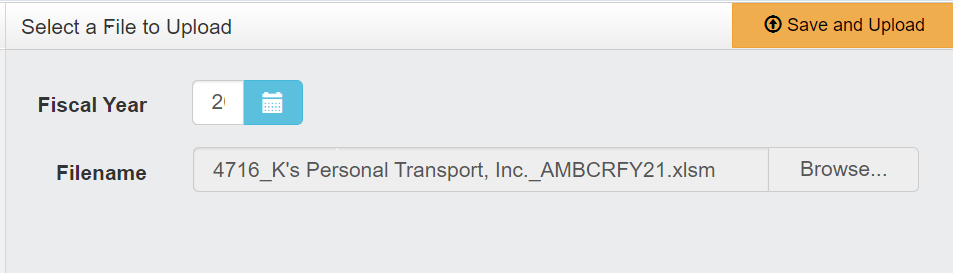 Select a File to Upload
Save and Upload
Fiscal Year
Filename 4716_K's Personal Transport, Inc._AMBCRFY21.xlsm Browse...